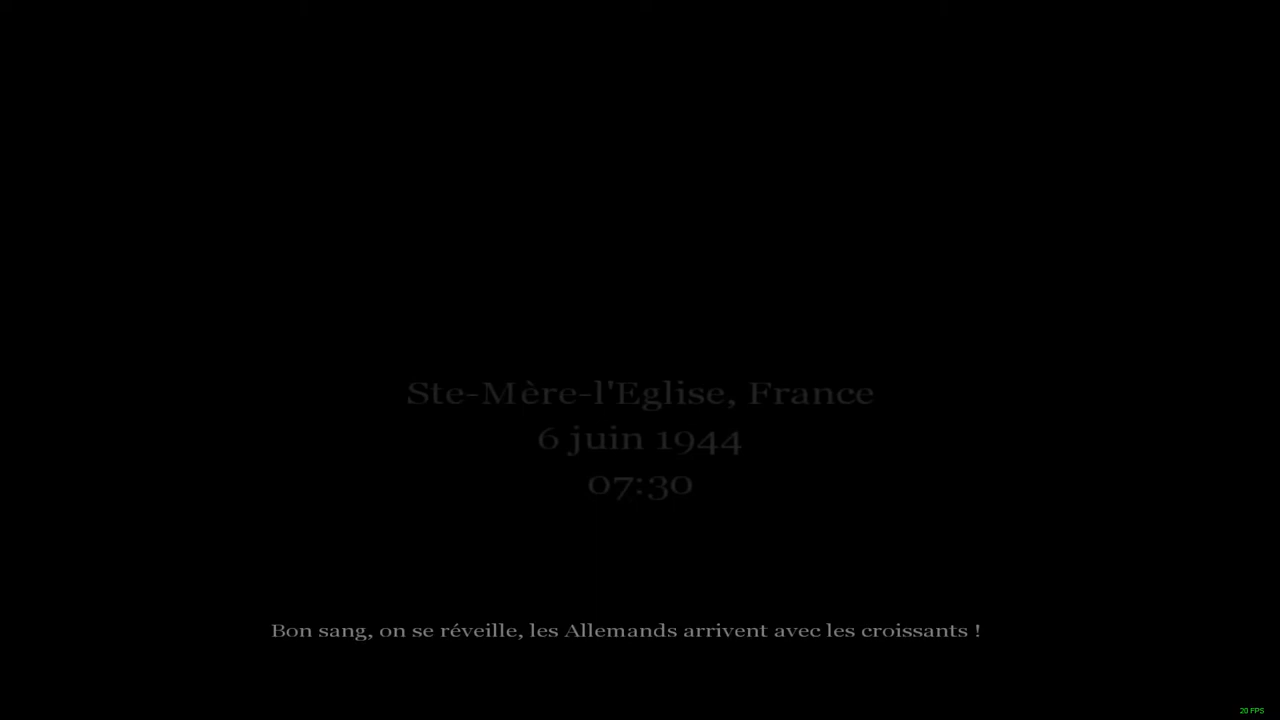 Ste-Mère-l'Eglise, France
6 juin 1944
07:30
Bon sang, on se réveille, les Allemands arrivent avec les croissants !
20 FPS